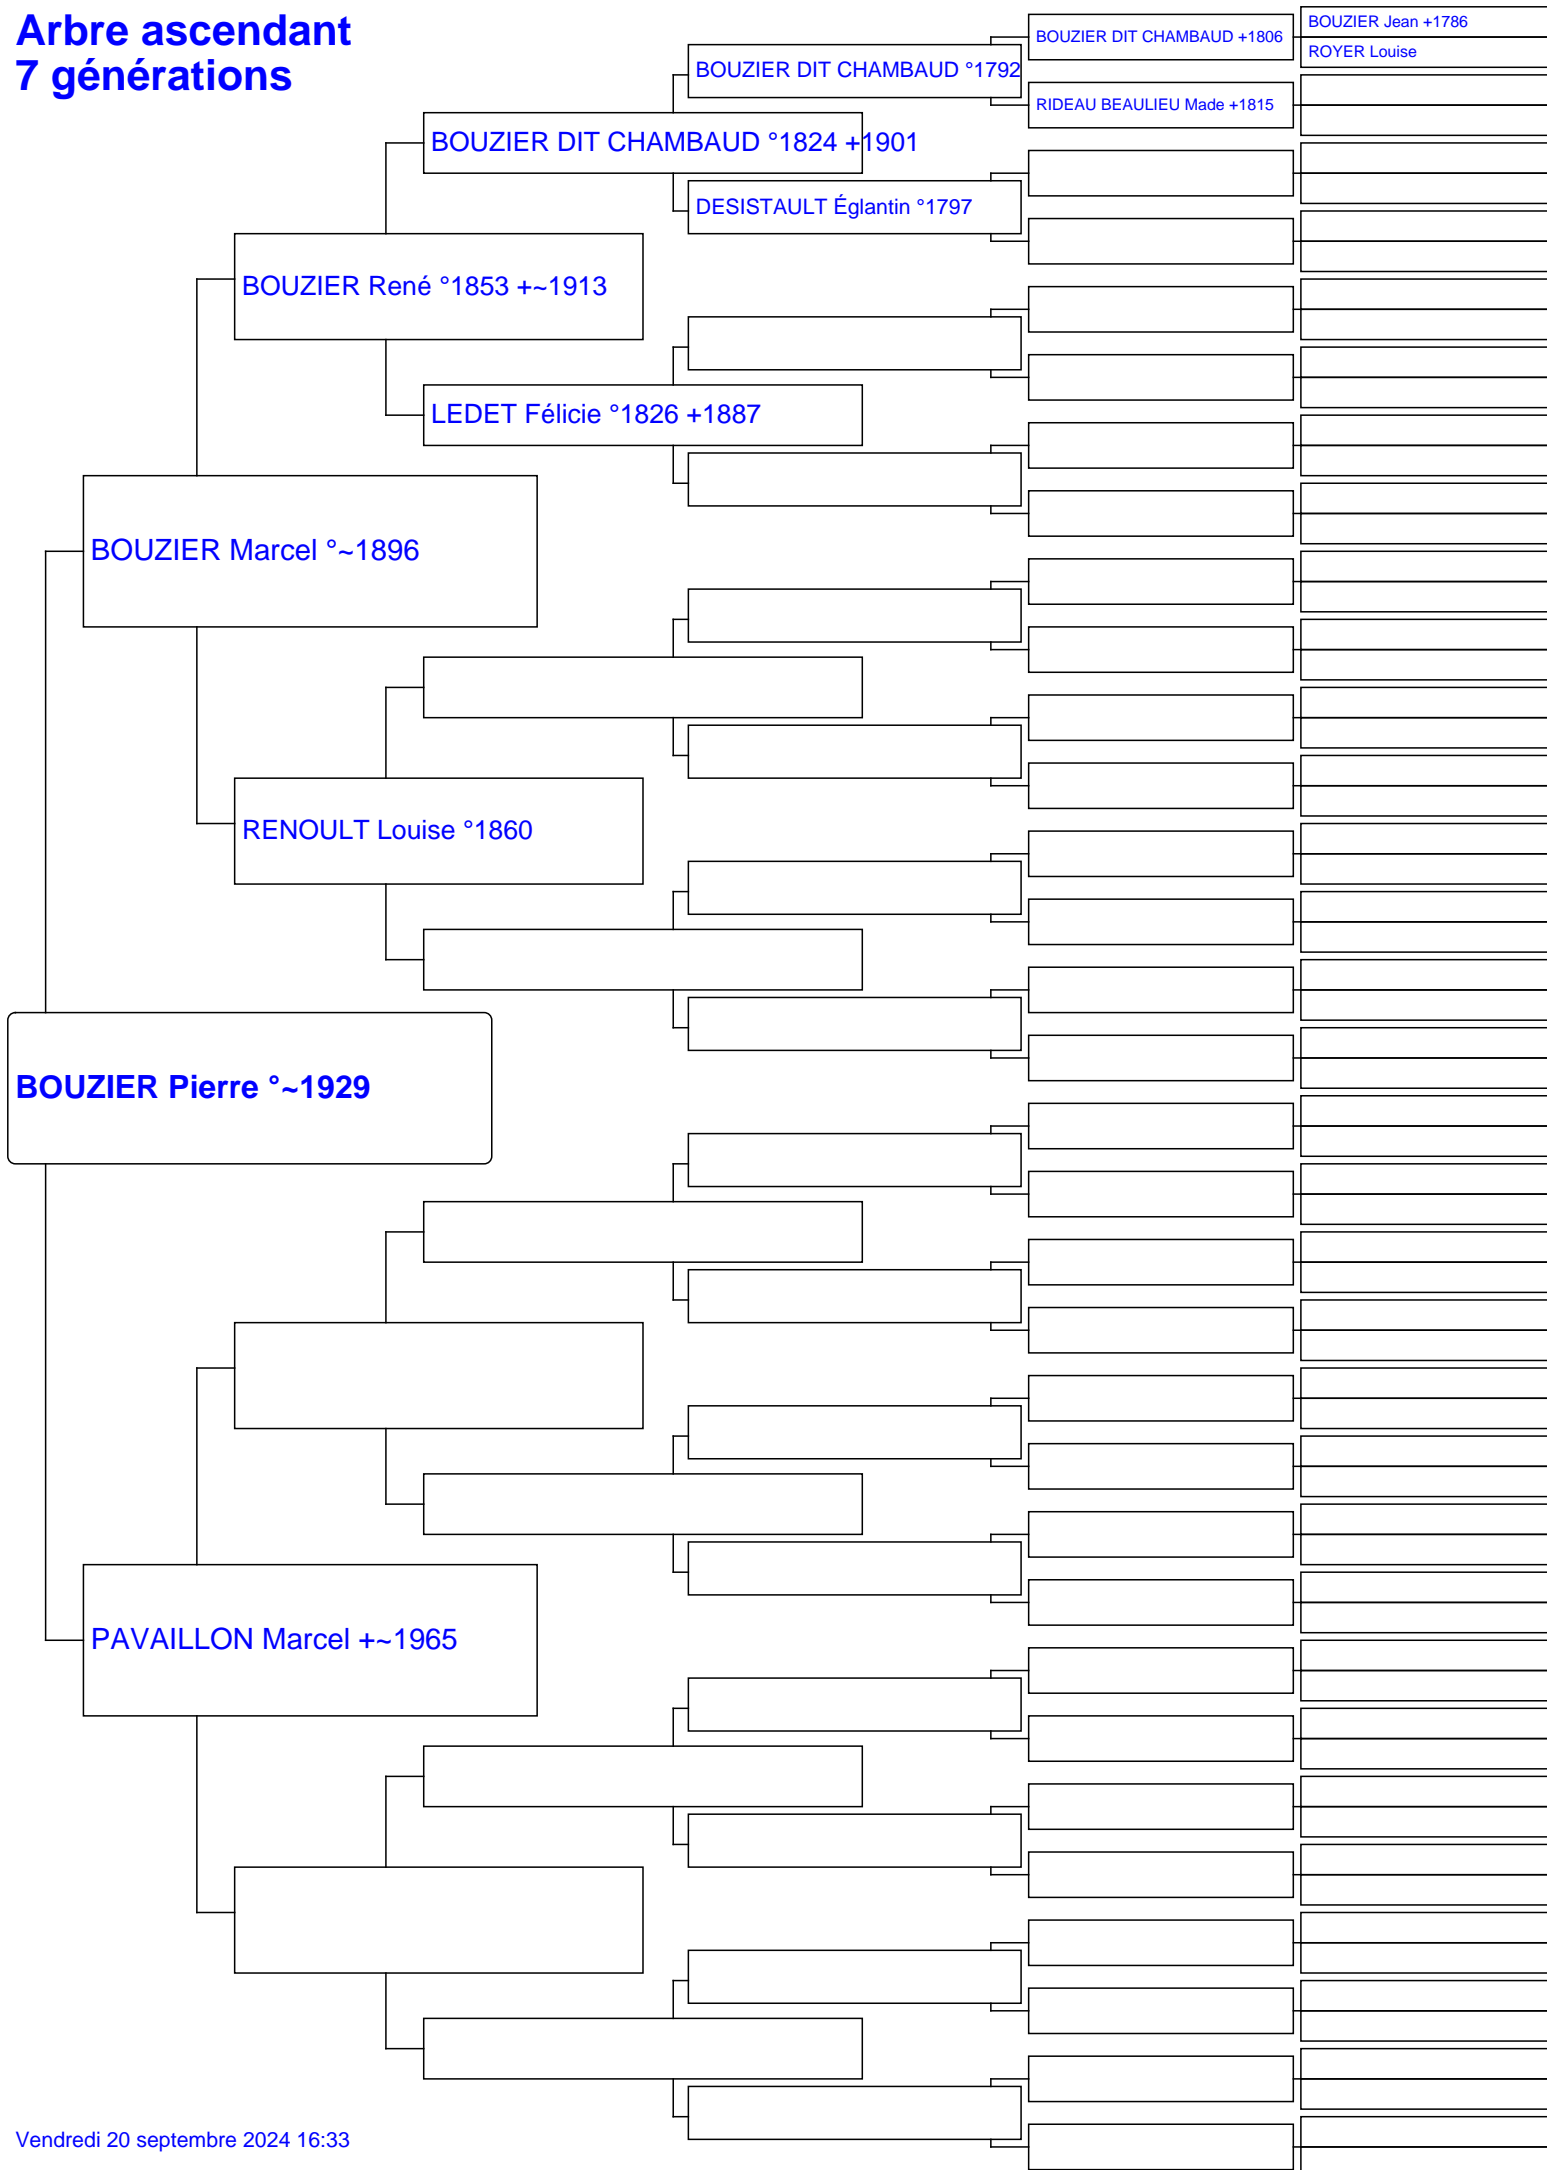 Arbre ascendant
7 générations
BOUZIER Jean +1786
BOUZIER DIT CHAMBAUD +1806
ROYER Louise
BOUZIER DIT CHAMBAUD °1792
RIDEAU BEAULIEU Made +1815
BOUZIER DIT CHAMBAUD °1824 +1901
DESISTAULT Églantin °1797
BOUZIER René °1853 +~1913
LEDET Félicie °1826 +1887
BOUZIER Marcel °~1896
RENOULT Louise °1860
BOUZIER Pierre °~1929
PAVAILLON Marcel +~1965
Vendredi 20 septembre 2024 16:33